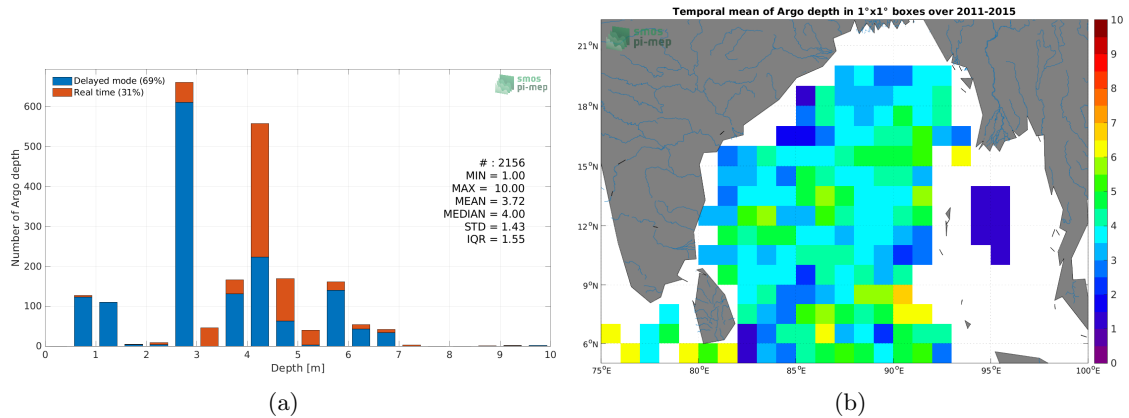 Delayed mode (69%)
Real time (31%)
smos
pi-mep
# : 2156
MIN = 1.00
MAX = 10.00
MEAN = 3.72
MEDIAN = 4.00
STD = 1.43
IQR = 1.55
Number of Argo depth
600
500
400
300
200
100
0
0 1 2 3 4 5 6 7 8 9 10
Depth [m]
(a)
Temporal mean of Argo depth in 1°x1° boxes over 2011-2015
smos
pi-mep
21°N
18°N
15°N
12°N
9°N
6°N
75°E 80°E 85°E 90°E 95°E 100°E
10
9
8
7
6
5
4
3
2
1
0
(b)